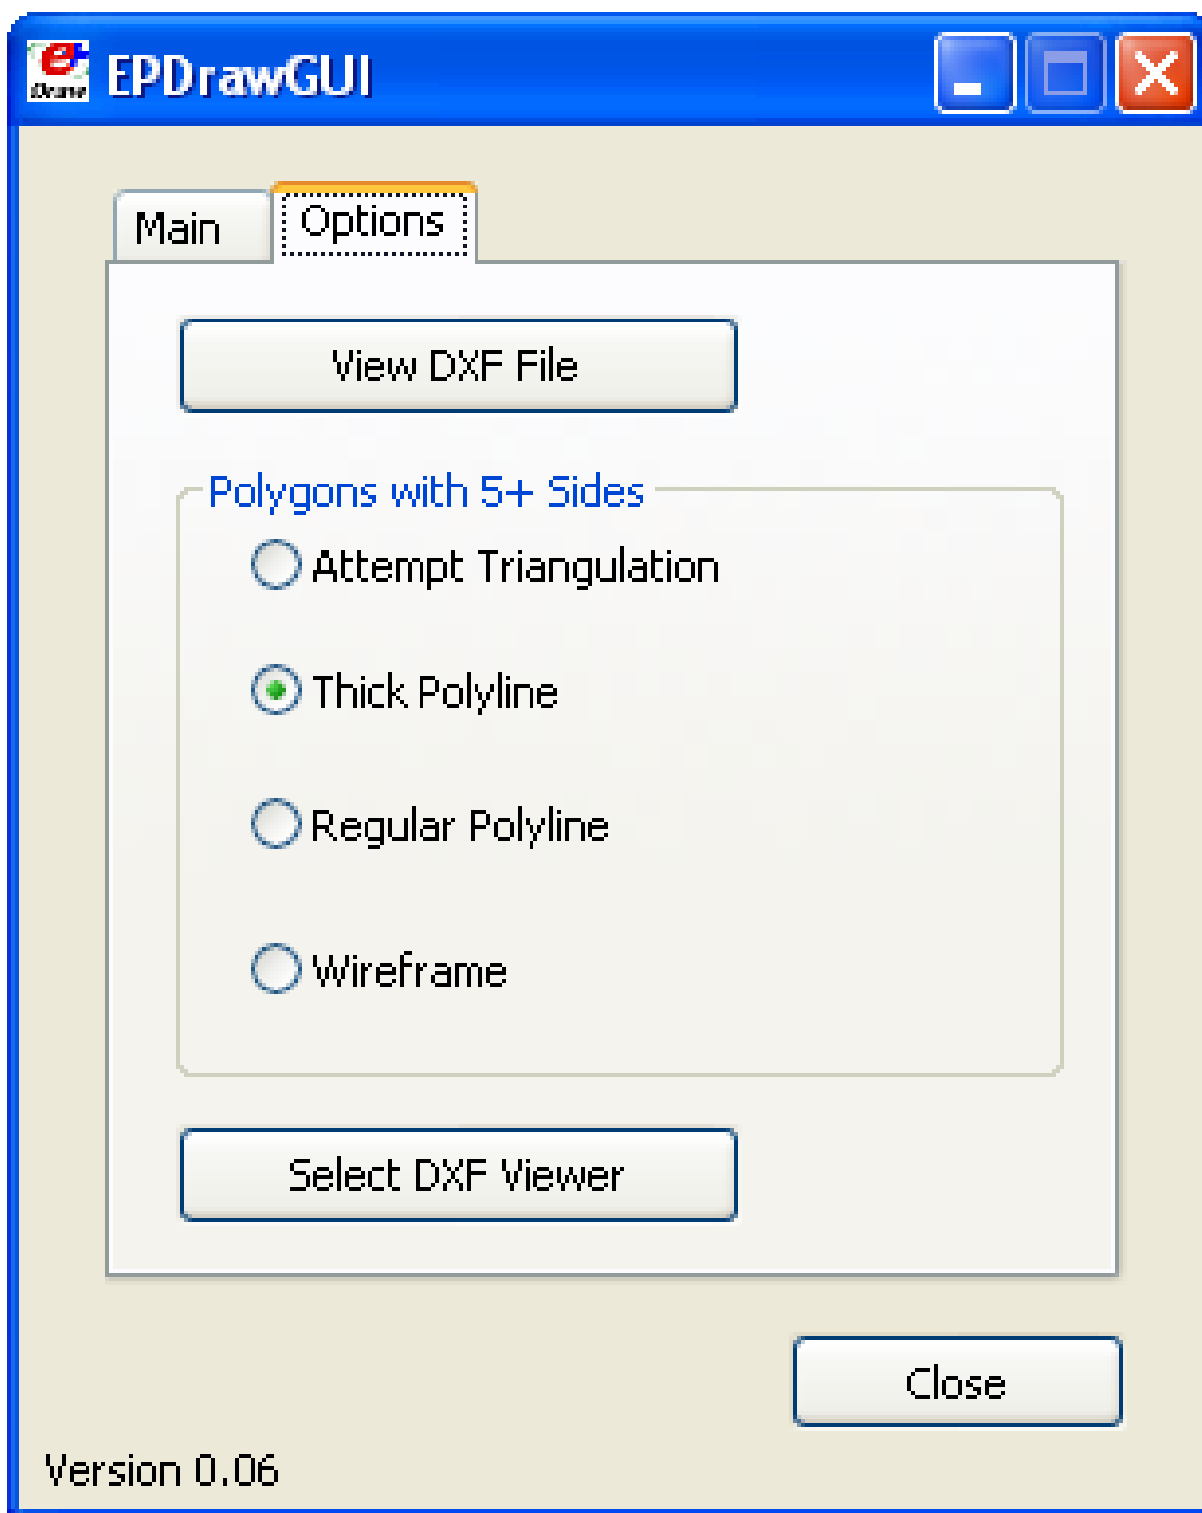 EPDrawGUI
Main
Options
View DXF File
Polygons with 5+ Sides
Attempt Triangulation
Thick Polyline
Regular Polyline
Wireframe
Select DXF Viewer
Close
Version 0.06